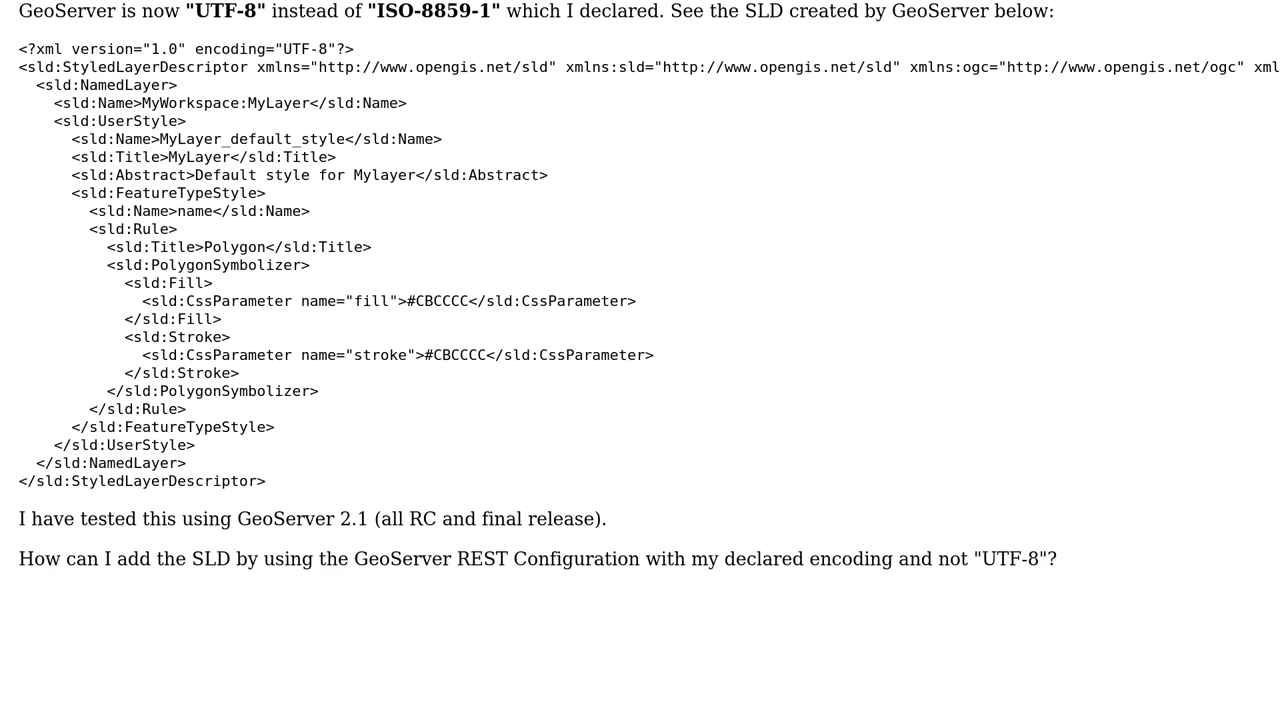 GeoServer is now "UTF-8" instead of "ISO-8859-1" which I declared. See the SLD created by GeoServer below:
<?xml version="1.0" encoding="UTF-8"?>
<sld:StyledLayerDescriptor xmlns="http://www.opengis.net/sld" xmlns:sld="http://www.opengis.net/sld" xmlns:ogc="http://www.opengis.net/ogc" xml
  <sld:NamedLayer>
    <sld:Name>MyWorkspace:MyLayer</sld:Name>
    <sld:UserStyle>
      <sld:Name>MyLayer_default_style</sld:Name>
      <sld:Title>MyLayer</sld:Title>
      <sld:Abstract>Default style for Mylayer</sld:Abstract>
      <sld:FeatureTypeStyle>
        <sld:Name>name</sld:Name>
        <sld:Rule>
          <sld:Title>Polygon</sld:Title>
          <sld:PolygonSymbolizer>
            <sld:Fill>
              <sld:CssParameter name="fill">#CBCCCC</sld:CssParameter>
            </sld:Fill>
            <sld:Stroke>
              <sld:CssParameter name="stroke">#CBCCCC</sld:CssParameter>
            </sld:Stroke>
          </sld:PolygonSymbolizer>
        </sld:Rule>
      </sld:FeatureTypeStyle>
    </sld:UserStyle>
  </sld:NamedLayer>
</sld:StyledLayerDescriptor>
I have tested this using GeoServer 2.1 (all RC and final release).
How can I add the SLD by using the GeoServer REST Configuration with my declared encoding and not "UTF-8"?